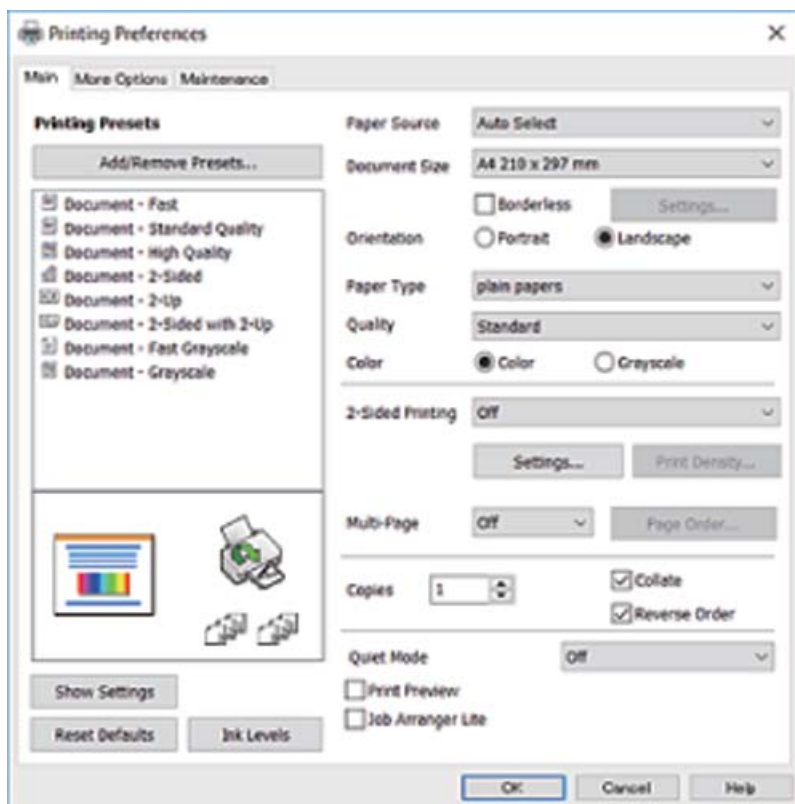 Printing Preferences
Main More Options Maintenance
Printing Presets
Add/Remove Presets...
Document - Fast
Document - Standard Quality
Document - High Quality
Document - 2-Sided
Document - 2-Up
Document - 2-Sided with 2-Up
Document - Fast Grayscale
Document - Grayscale
Show Settings
Reset Defaults Ink Levels
Paper Source Auto Select
Document Size A4 210 x 297 mm
Borderless Settings...
Orientation Portrait Landscape
Paper Type plain papers
Quality Standard
Color Color Grayscale
2-Sided Printing Off
Settings... Print Density...
Multi-Page Off Page Order...
Copies 1 Collate
Reverse Order
Quiet Mode Off
Print Preview
Job Arranger Lite
OK Cancel Help